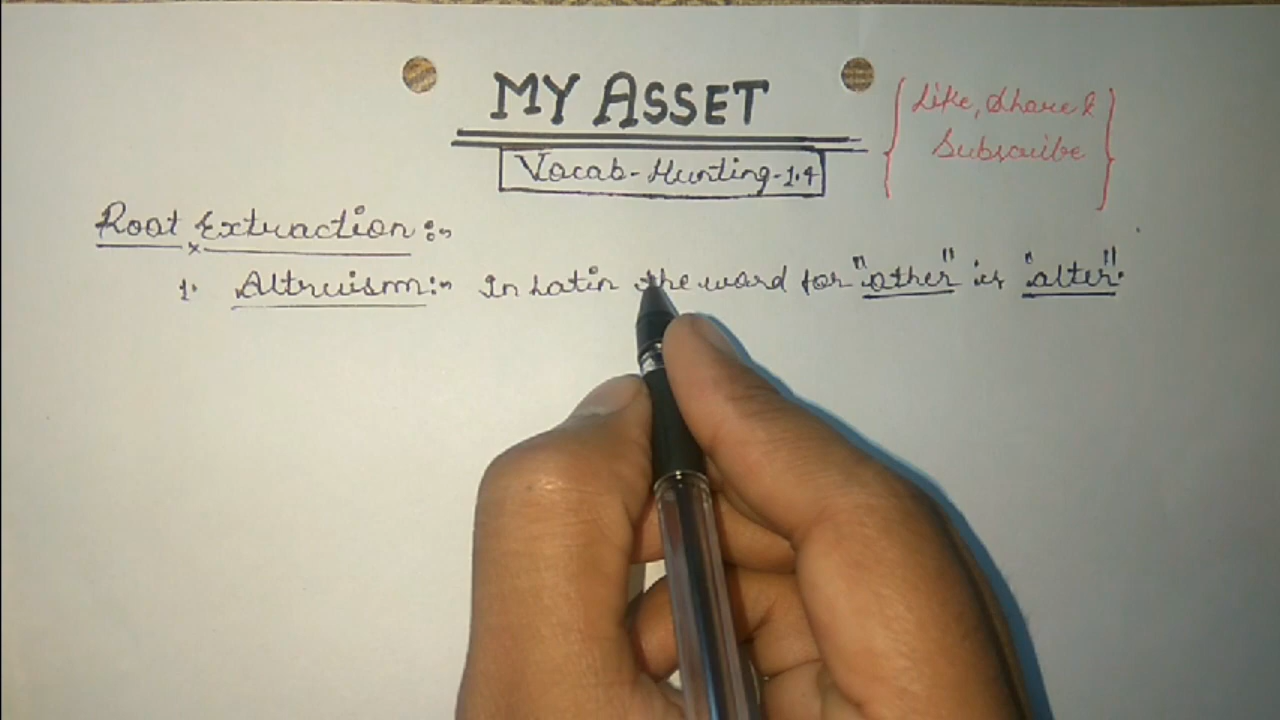 MY ASSET
Like, Share &
Subscribe
Vocab-Hunting-1.4
Root Extraction:-
1. Altruism:- In Latin the word for "other" is "alter".